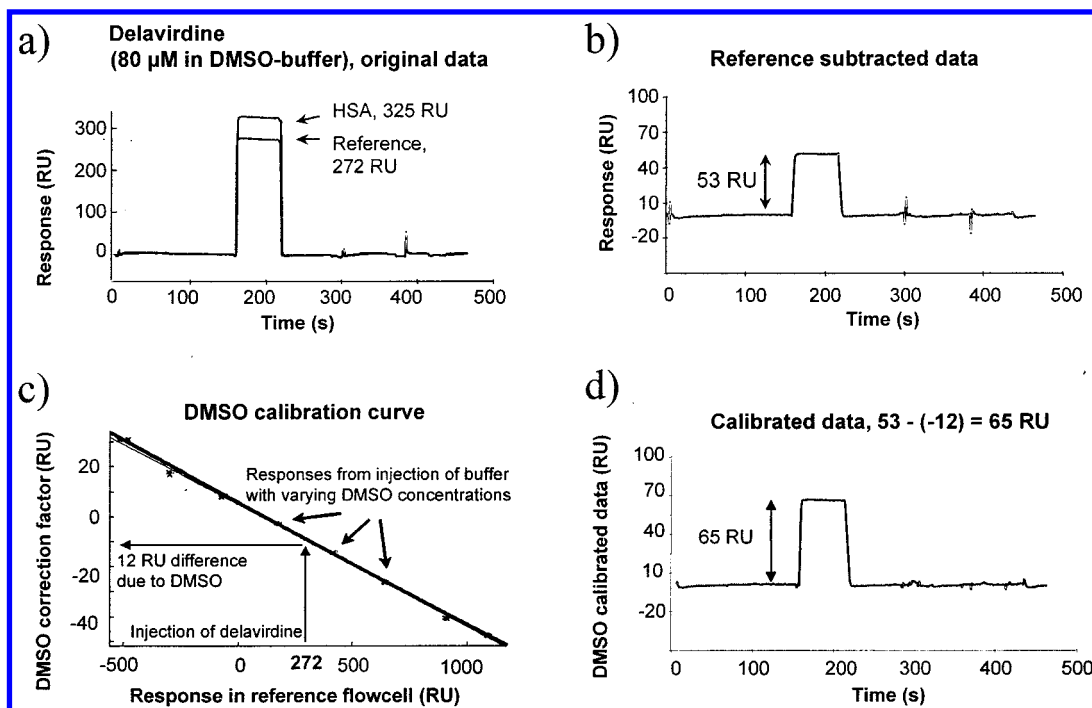 a)
Delavirdine
(80 µM in DMSO-buffer), original data
Response (RU)
300
200
100
0
HSA, 325 RU
Reference,
272 RU
0
100
200
300
400
500
Time (s)
b)
Reference subtracted data
Response (RU)
100
70
40
10
-20
53 RU
0
100
200
300
400
500
Time (s)
c)
DMSO calibration curve
DMSO correction factor (RU)
20
0
-20
-40
Responses from injection of buffer
with varying DMSO concentrations
12 RU difference
due to DMSO
Injection of delavirdine
-500
0
272
500
1000
Response in reference flowcell (RU)
d)
Calibrated data, 53 - (-12) = 65 RU
DMSO calibrated data (RU)
100
70
40
10
-20
65 RU
0
100
200
300
400
500
Time (s)